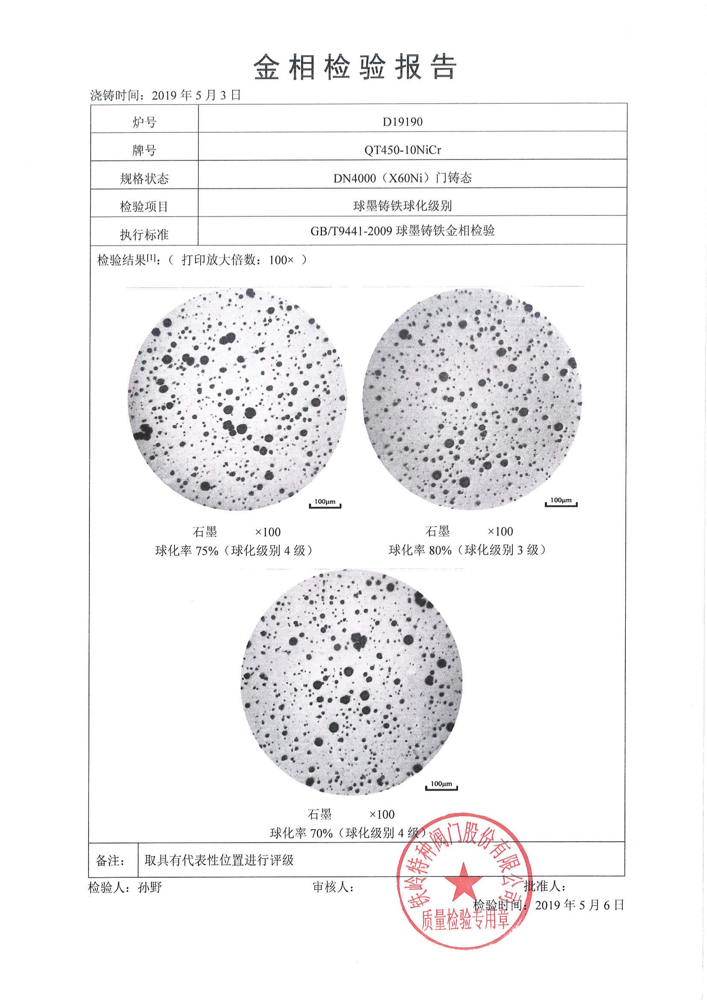 金相检验报告
浇铸时间：2019 年 5 月 3 日
炉号 D19190
牌号 QT450-10NiCr
规格状态 DN4000（X60Ni）门铸态
检验项目 球墨铸铁球化级别
执行标准 GB/T9441-2009 球墨铸铁金相检验
检验结果[1]:（ 打印放大倍数：100× ）
100μm
100μm
石墨 ×100
石墨 ×100
球化率 75%（球化级别 4 级）
球化率 80%（球化级别 3 级）
100μm
石墨 ×100
球化率 70%（球化级别 4 级）
备注： 取具有代表性位置进行评级
检验人：孙野 审核人： 批准人：
检验时间：2019 年 5 月 6 日
铁岭特种阀门股份有限公司
质量检验专用章